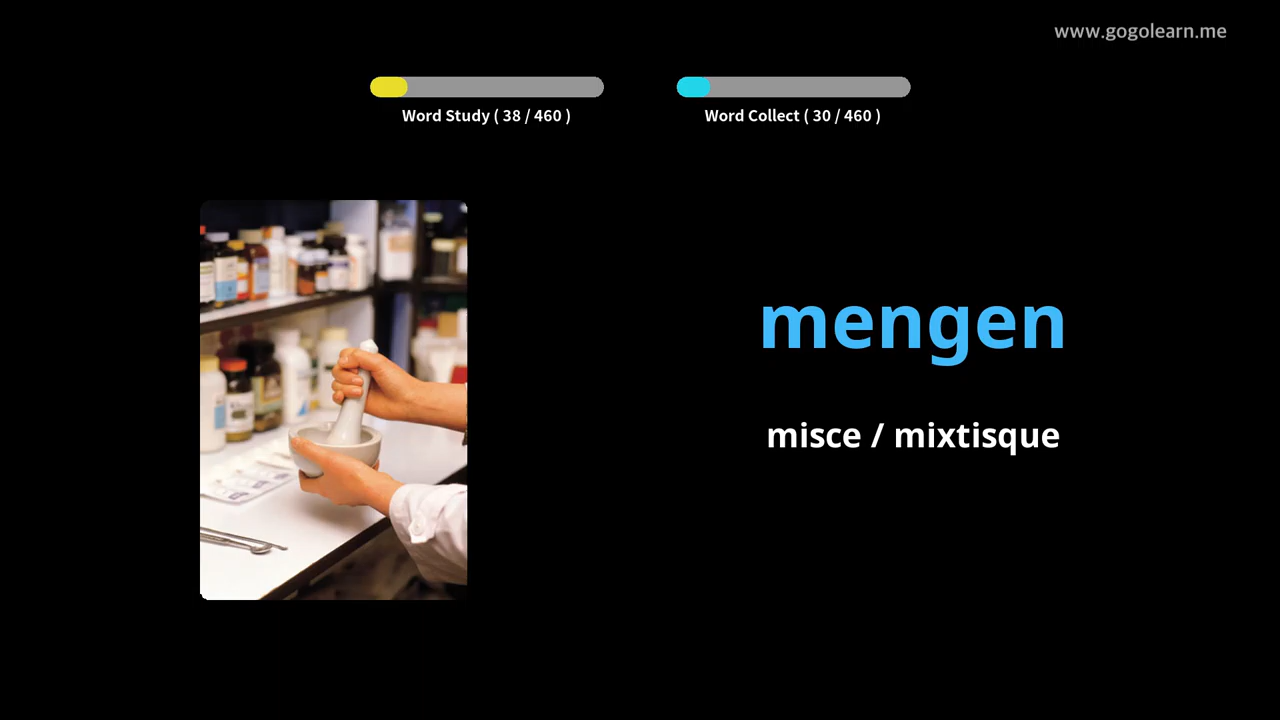 www.gogolearn.me
Word Study ( 38 / 460 )
Word Collect ( 30 / 460 )
mengen
misce / mixtisque